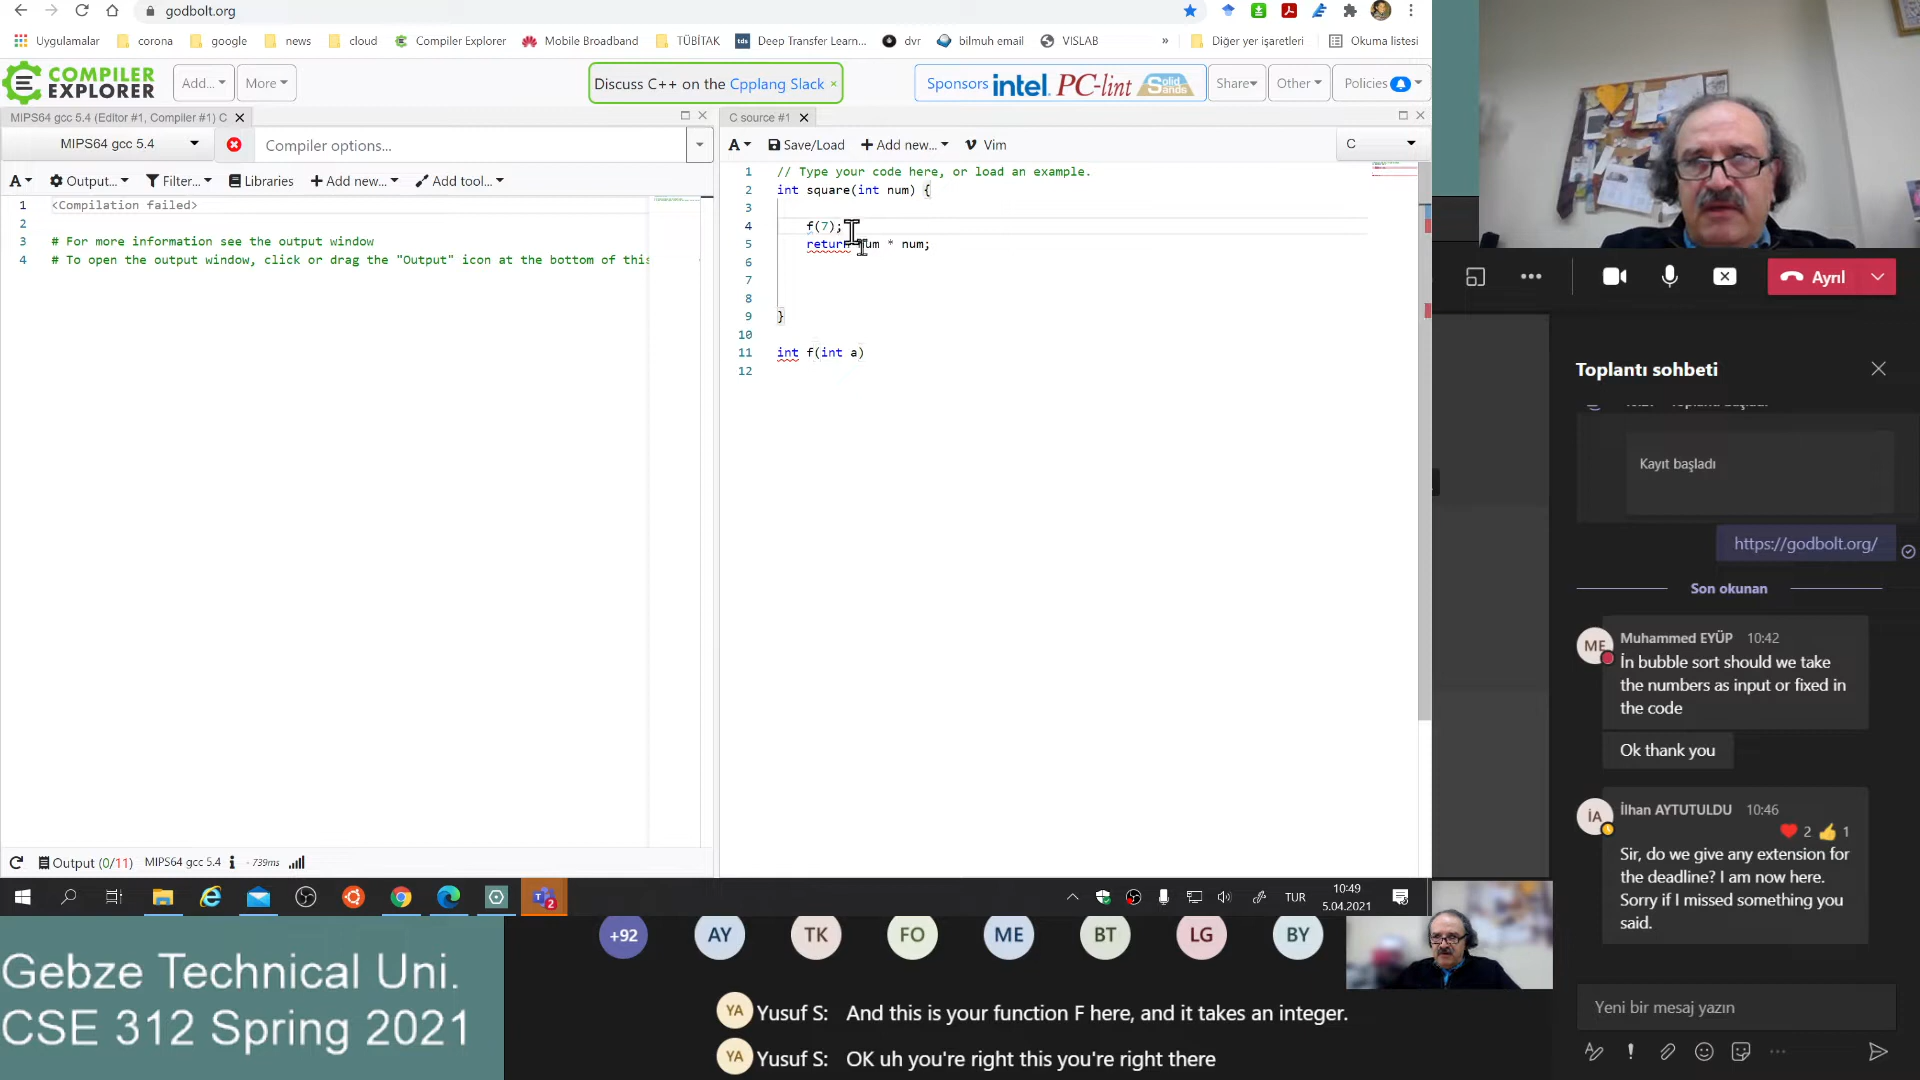 godbolt.org
Uygulamalar corona google news cloud Compiler Explorer Mobile Broadband TÜBİTAK tds Deep Transfer Learn... dvr bilmuh email VISLAB » Diğer yer işaretleri Okuma listesi
COMPILER EXPLORER Add... More Discuss C++ on the Cpplang Slack × Sponsors intel. PC-lint Solid Sands Share Other Policies
MIPS64 gcc 5.4 (Editor #1, Compiler #1) C
MIPS64 gcc 5.4 Compiler options...
A Output... Filter... Libraries + Add new... Add tool...
1 <Compilation failed>
2
3 # For more information see the output window
4 # To open the output window, click or drag the "Output" icon at the bottom of this
Output (0/11) MIPS64 gcc 5.4 i - 739ms
C source #1
A Save/Load + Add new... Vim C
1 // Type your code here, or load an example.
2 int square(int num) {
3
4 f(7);
5 return num * num;
6
7
8
9 }
10
11 int f(int a)
12
Ayrıl
Toplantı sohbeti
Kayıt başladı
https://godbolt.org/
Son okunan
ME Muhammed EYÜP 10:42
İn bubble sort should we take
the numbers as input or fixed in
the code
Ok thank you
İA İlhan AYTUTULDU 10:46
2 1
Sir, do we give any extension for
the deadline? I am now here.
Sorry if I missed something you
said.
Yeni bir mesaj yazın
TUR 10:49
5.04.2021
+92 AY TK FO ME BT LG BY
Gebze Technical Uni.
CSE 312 Spring 2021
YA Yusuf S: And this is your function F here, and it takes an integer.
YA Yusuf S: OK uh you're right this you're right there